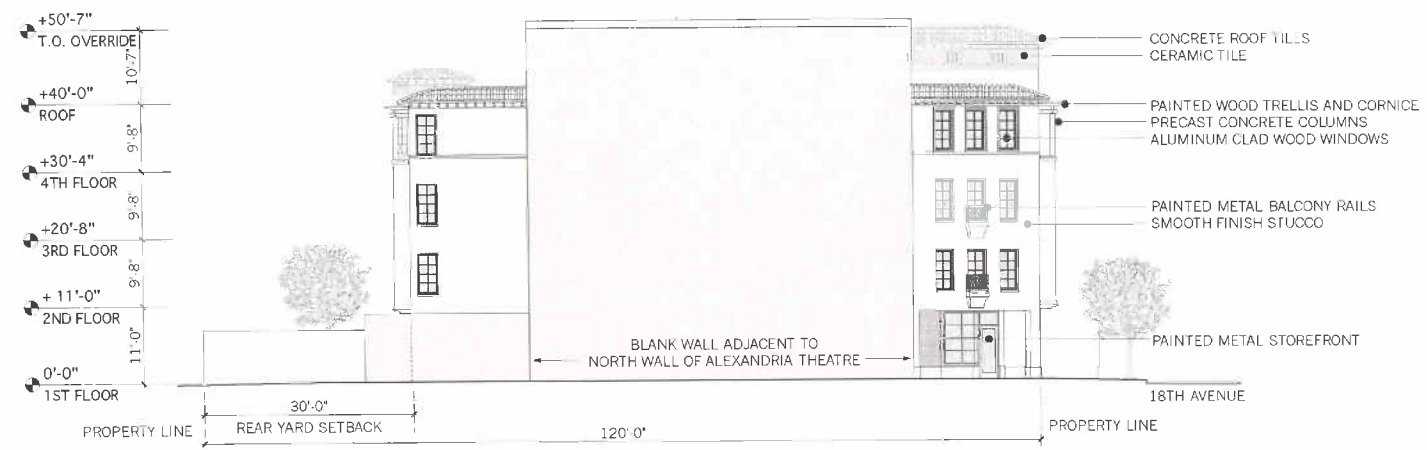 +50'-7"
T.O. OVERRIDE
10'-7"
+40'-0"
ROOF
9'-8"
+30'-4"
4TH FLOOR
9'-8"
+20'-8"
3RD FLOOR
9'-8"
+ 11'-0"
2ND FLOOR
11'-0"
0'-0"
1ST FLOOR
CONCRETE ROOF TILES
CERAMIC TILE
PAINTED WOOD TRELLIS AND CORNICE
PRECAST CONCRETE COLUMNS
ALUMINUM CLAD WOOD WINDOWS
PAINTED METAL BALCONY RAILS
SMOOTH FINISH STUCCO
PAINTED METAL STOREFRONT
BLANK WALL ADJACENT TO
NORTH WALL OF ALEXANDRIA THEATRE
18TH AVENUE
30'-0"
PROPERTY LINE
REAR YARD SETBACK
120'-0"
PROPERTY LINE